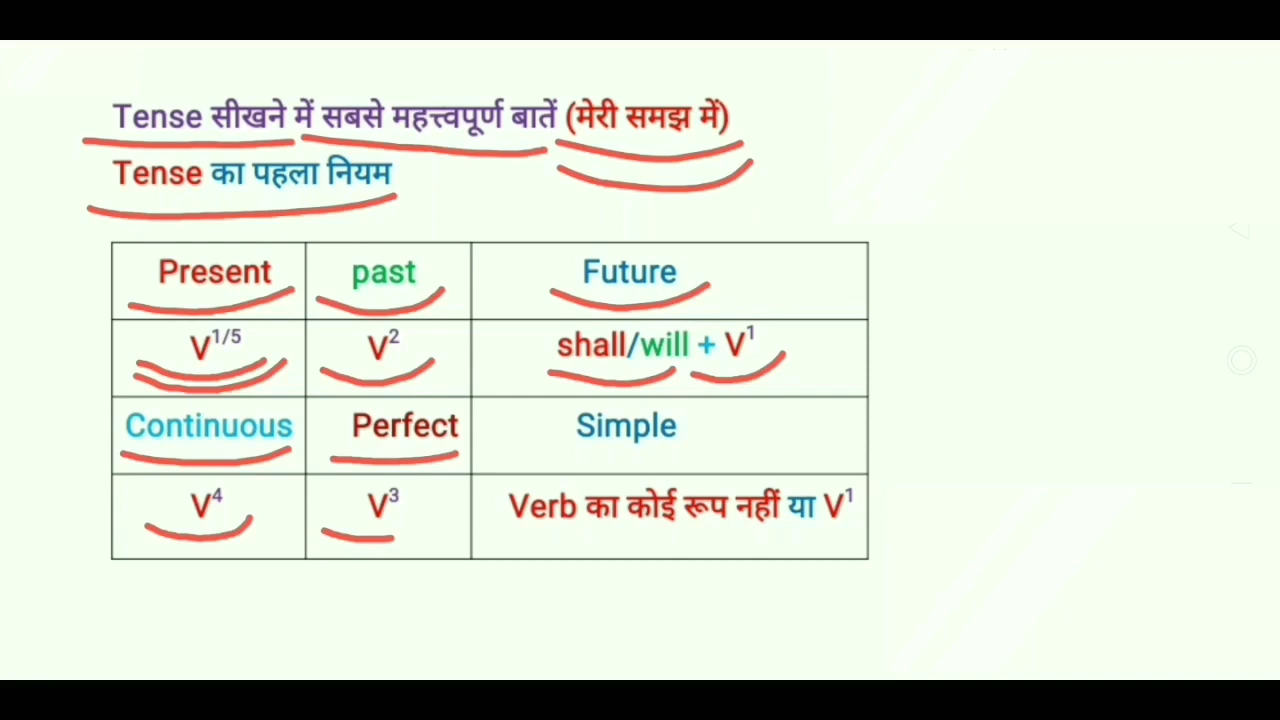 Tense सीखने में सबसे महत्त्वपूर्ण बातें (मेरी समझ में)
Tense का पहला नियम
Present past Future
V¹/⁵ V² shall/will + V¹
Continuous Perfect Simple
V⁴ V³ Verb का कोई रूप नहीं या V¹